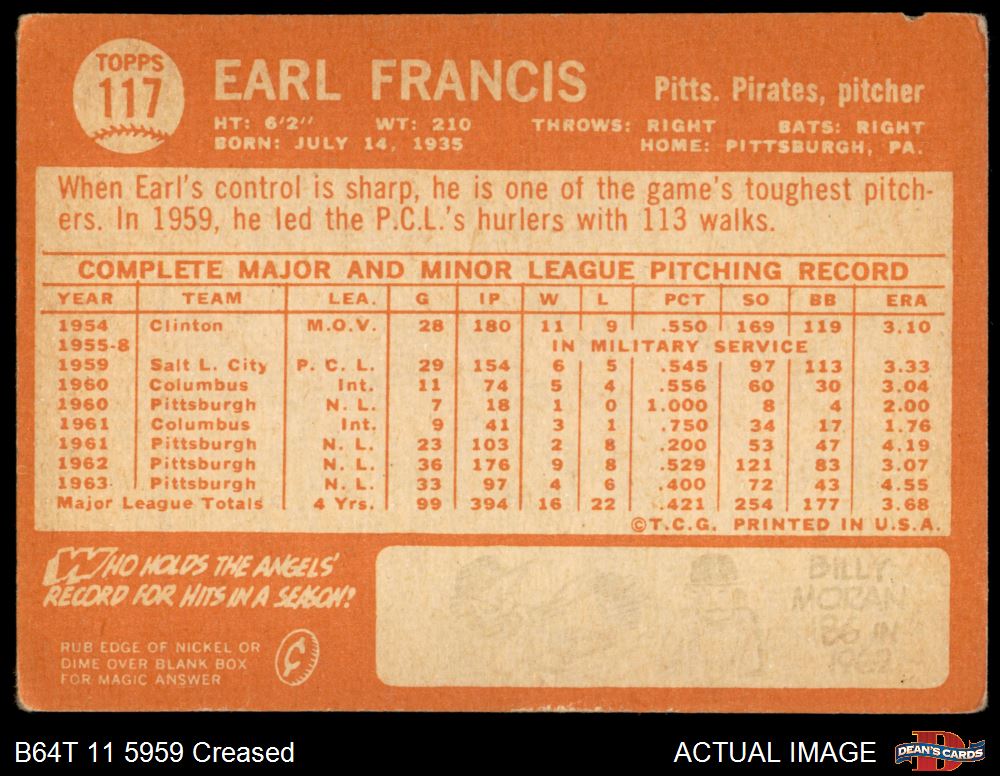 TOPPS
117
EARL FRANCIS
Pitts. Pirates, pitcher
HT: 6'2" WT: 210 THROWS: RIGHT BATS: RIGHT
BORN: JULY 14, 1935 HOME: PITTSBURGH, PA.
When Earl's control is sharp, he is one of the game's toughest pitch-
ers. In 1959, he led the P.C.L.'s hurlers with 113 walks.
COMPLETE MAJOR AND MINOR LEAGUE PITCHING RECORD
YEAR TEAM LEA. G IP W L PCT SO BB ERA
1954 Clinton M.O.V. 28 180 11 9 .550 169 119 3.10
1955-8 IN MILITARY SERVICE
1959 Salt L. City P. C. L. 29 154 6 5 .545 97 113 3.33
1960 Columbus Int. 11 74 5 4 .556 60 30 3.04
1960 Pittsburgh N. L. 7 18 1 0 1.000 8 4 2.00
1961 Columbus Int. 9 41 3 1 .750 34 17 1.76
1961 Pittsburgh N. L. 23 103 2 8 .200 53 47 4.19
1962 Pittsburgh N. L. 36 176 9 8 .529 121 83 3.07
1963 Pittsburgh N. L. 33 97 4 6 .400 72 43 4.55
Major League Totals 4 Yrs. 99 394 16 22 .421 254 177 3.68
©T.C.G. PRINTED IN U.S.A.
WHO HOLDS THE ANGELS'
RECORD FOR HITS IN A SEASON?
RUB EDGE OF NICKEL OR
DIME OVER BLANK BOX
FOR MAGIC ANSWER
¢
BILLY
MORAN
186 IN
1962
B64T 11 5959 Creased
ACTUAL IMAGE
DEAN'S CARDS